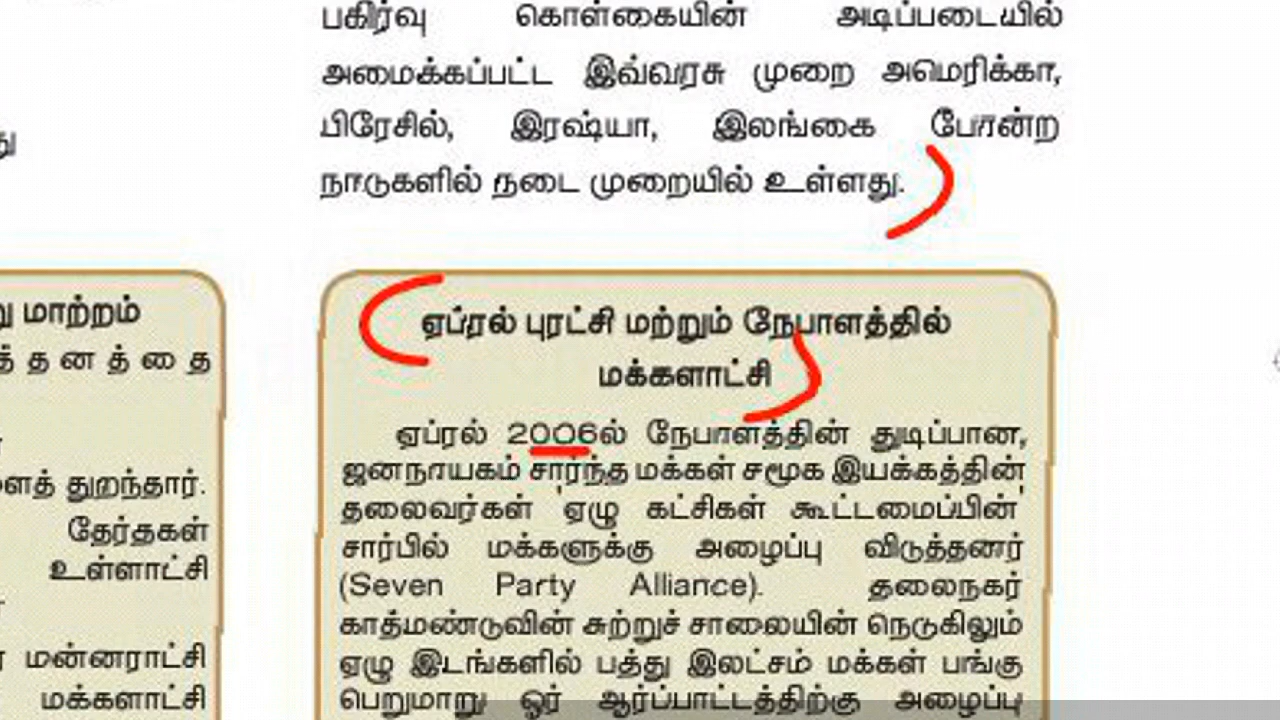 பகிர்வு கொள்கையின் அடிப்படையில்
அமைக்கப்பட்ட இவ்வரசு முறை அமெரிக்கா,
பிரேசில், இரஷ்யா, இலங்கை போன்ற
நாடுகளில் நடை முறையில் உள்ளது.
து
மாற்றம்
த் த ன த் தை
ளைத் துறந்தார்.
தேர்தகள்
உள்ளாட்சி
மன்னராட்சி
மக்களாட்சி
ஏப்ரல் புரட்சி மற்றும் நேபாளத்தில்
மக்களாட்சி
ஏப்ரல் 2006ல் நேபாளத்தின் துடிப்பான,
ஜனநாயகம் சார்ந்த மக்கள் சமூக இயக்கத்தின்
தலைவர்கள் 'ஏழு கட்சிகள் கூட்டமைப்பின்'
சார்பில் மக்களுக்கு அழைப்பு விடுத்தனர்
(Seven Party Alliance). தலைநகர்
காத்மண்டுவின் சுற்றுச் சாலையின் நெடுகிலும்
ஏழு இடங்களில் பத்து இலட்சம் மக்கள் பங்கு
பெறுமாறு ஓர் ஆர்ப்பாட்டத்திற்கு அழைப்பு